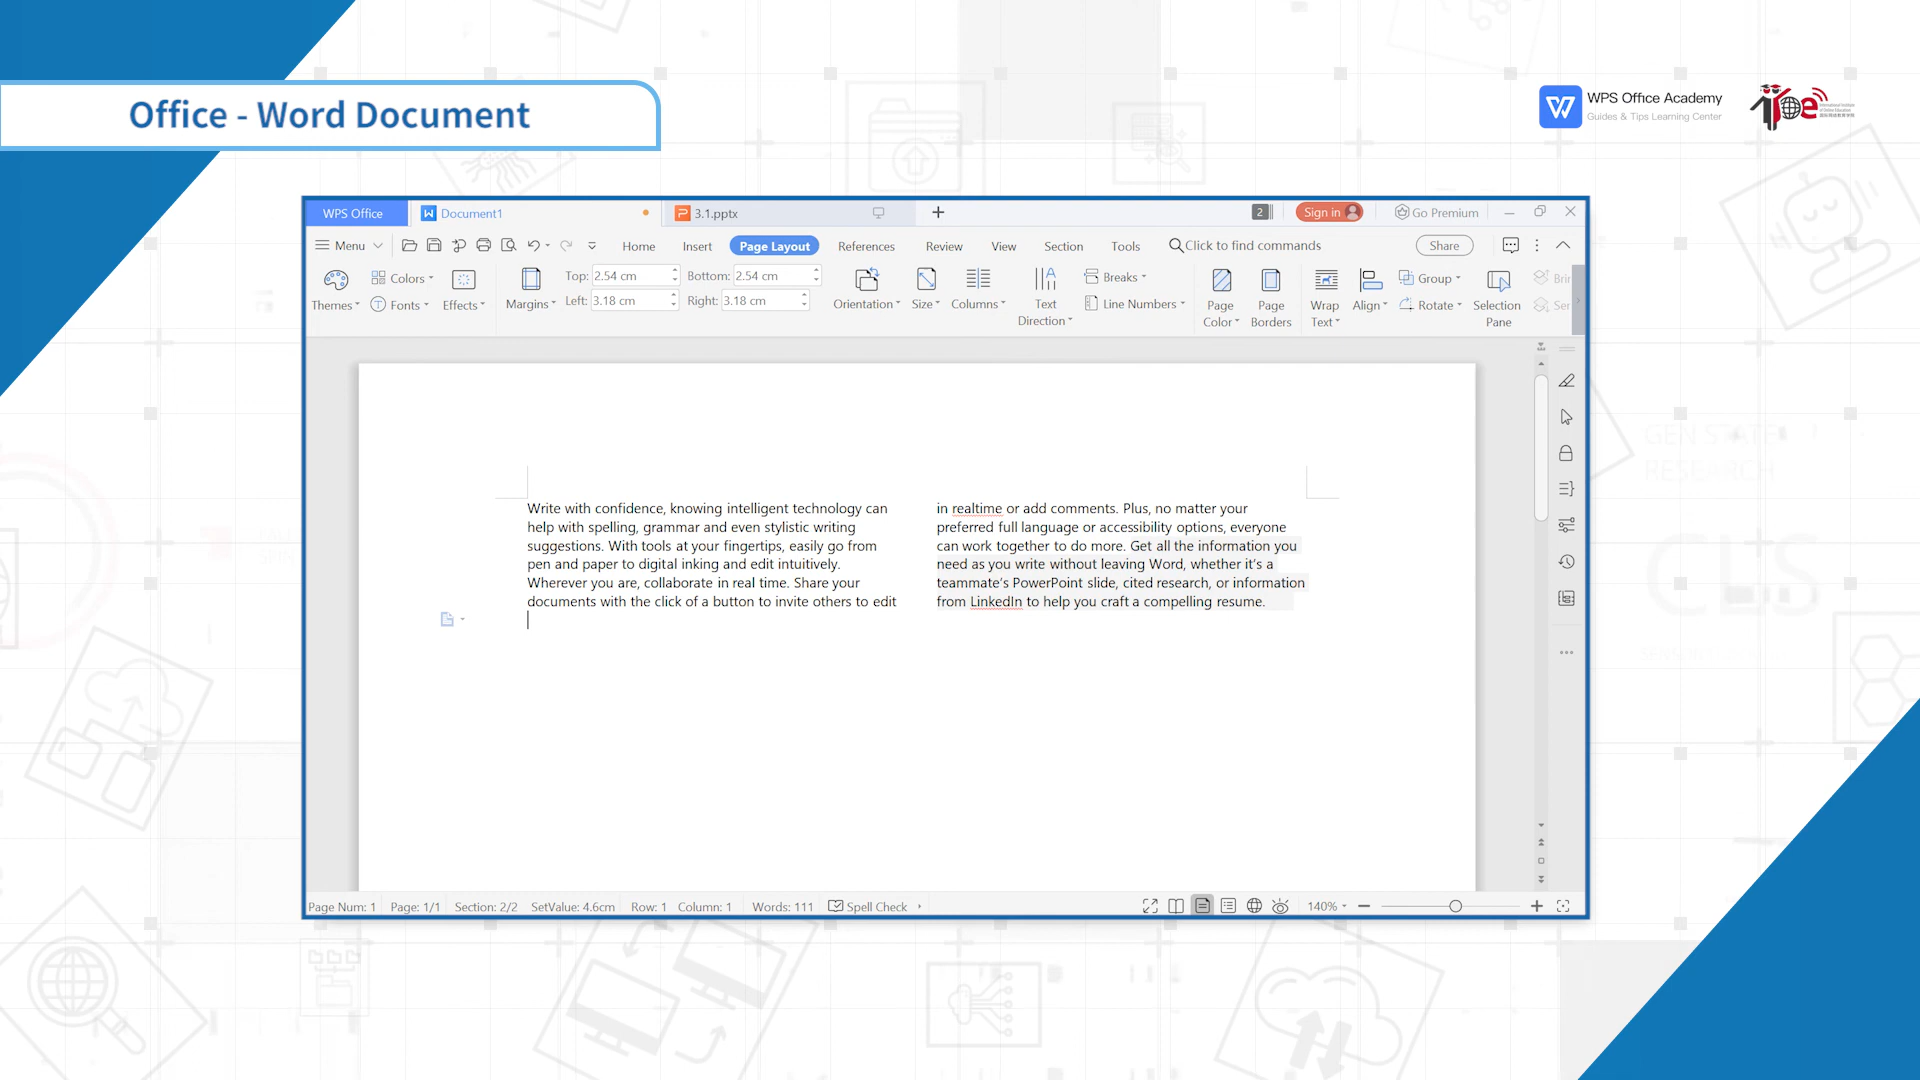 Office - Word Document
WPS Office Academy
Guides & Tips Learning Center
WPS Office
Document1
3.1.pptx
2
Sign in
Go Premium
Menu
Home
Insert
Page Layout
References
Review
View
Section
Tools
Click to find commands
Share
Themes
Colors
Fonts
Effects
Margins
Top: 2.54 cm
Bottom: 2.54 cm
Left: 3.18 cm
Right: 3.18 cm
Orientation
Size
Columns
Text
Direction
Breaks
Line Numbers
Page
Color
Page
Borders
Wrap
Text
Align
Group
Rotate
Selection
Pane
Bri
Ser
Write with confidence, knowing intelligent technology can
help with spelling, grammar and even stylistic writing
suggestions. With tools at your fingertips, easily go from
pen and paper to digital inking and edit intuitively.
Wherever you are, collaborate in real time. Share your
documents with the click of a button to invite others to edit
in realtime or add comments. Plus, no matter your
preferred full language or accessibility options, everyone
can work together to do more. Get all the information you
need as you write without leaving Word, whether it's a
teammate's PowerPoint slide, cited research, or information
from LinkedIn to help you craft a compelling resume.
Page Num: 1
Page: 1/1
Section: 2/2
SetValue: 4.6cm
Row: 1
Column: 1
Words: 111
Spell Check
140%